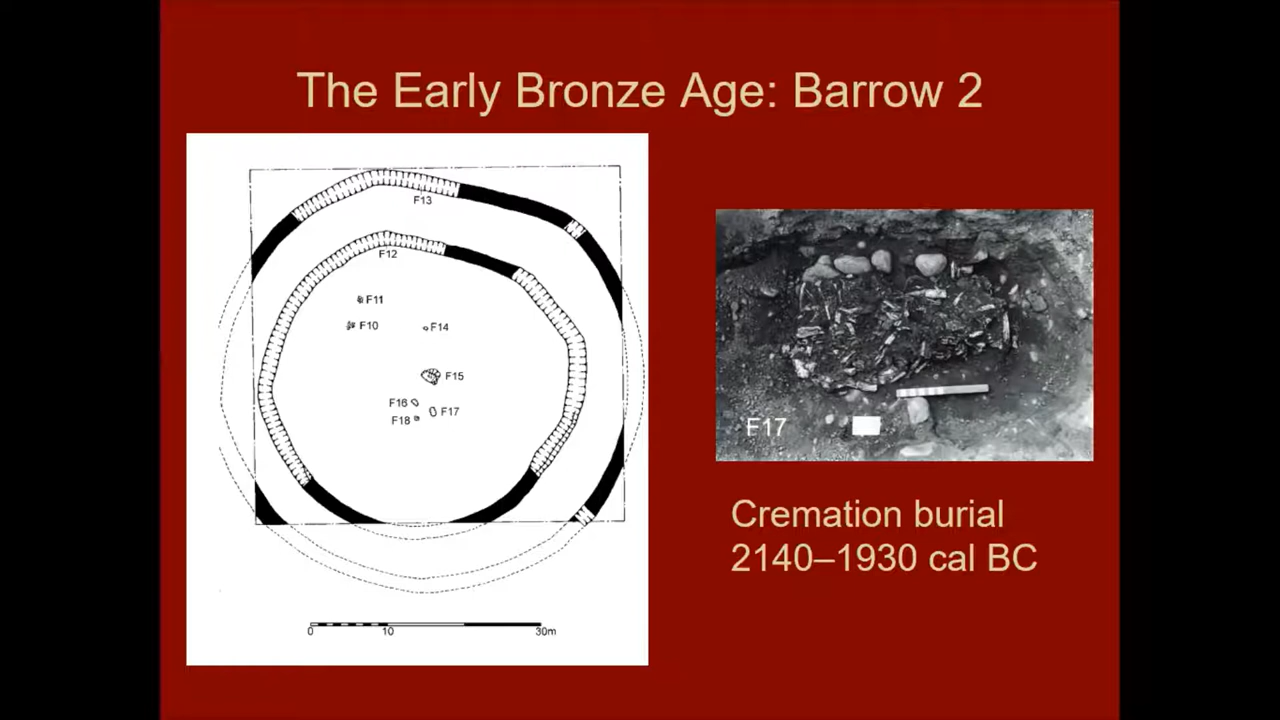 The Early Bronze Age: Barrow 2
F13
F12
F11
F10
F14
F15
F16
F17
F18
0 10 30m
F17
Cremation burial
2140–1930 cal BC